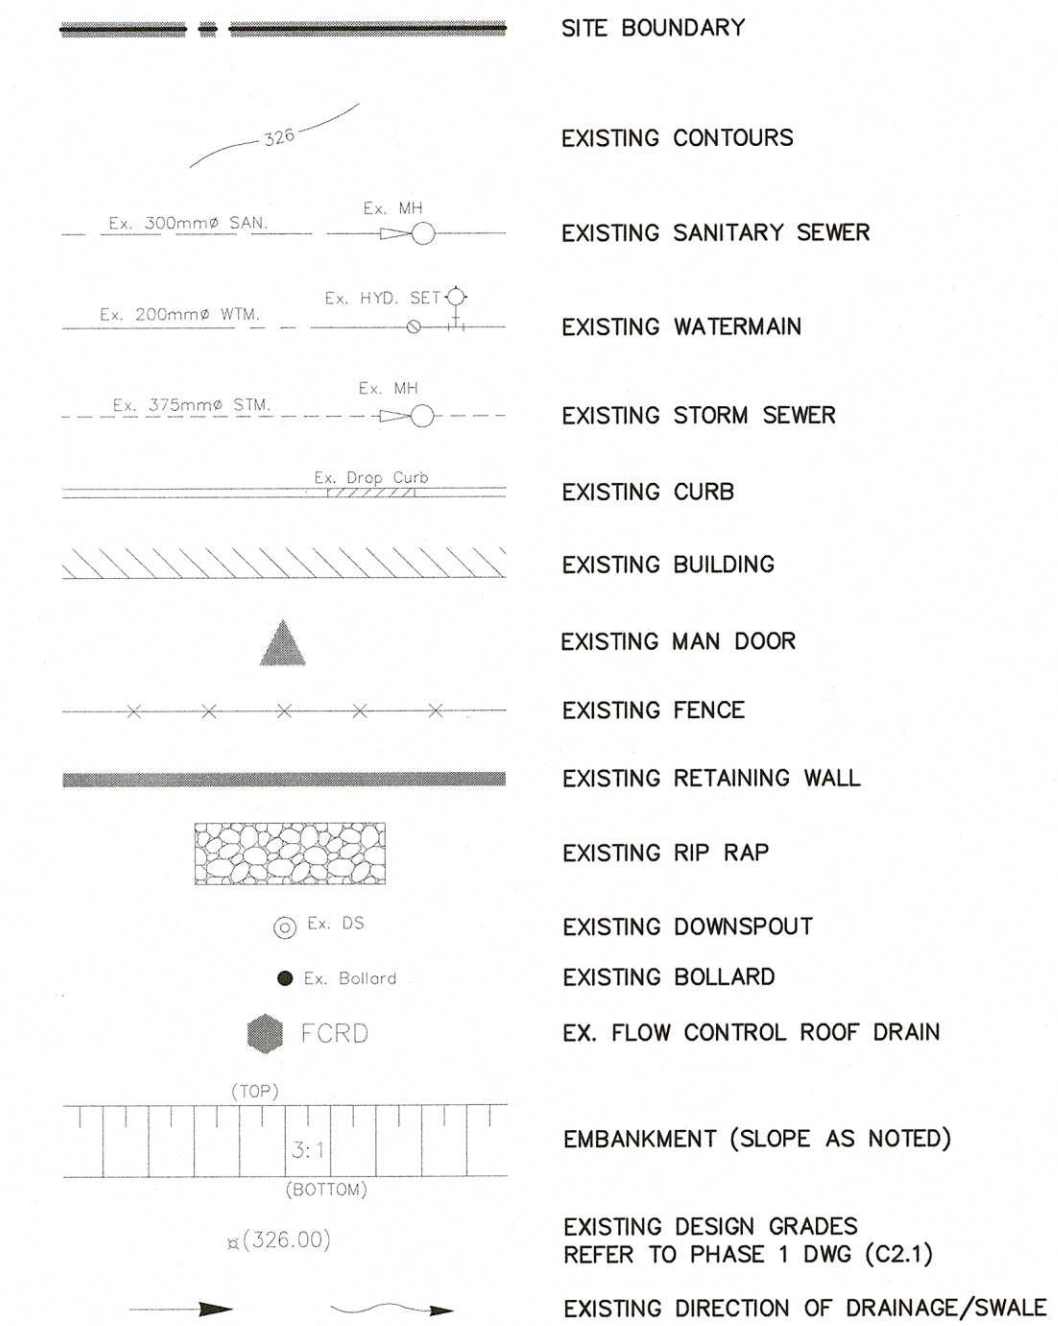 SITE BOUNDARY
326
EXISTING CONTOURS
Ex. 300mmø SAN.
Ex. MH
EXISTING SANITARY SEWER
Ex. 200mmø WTM.
Ex. HYD. SET
EXISTING WATERMAIN
Ex. 375mmø STM.
Ex. MH
EXISTING STORM SEWER
Ex. Drop Curb
EXISTING CURB
EXISTING BUILDING
EXISTING MAN DOOR
EXISTING FENCE
EXISTING RETAINING WALL
EXISTING RIP RAP
Ex. DS
EXISTING DOWNSPOUT
Ex. Bollard
EXISTING BOLLARD
FCRD
EX. FLOW CONTROL ROOF DRAIN
(TOP)
3:1
(BOTTOM)
EMBANKMENT (SLOPE AS NOTED)
¤(326.00)
EXISTING DESIGN GRADES
REFER TO PHASE 1 DWG (C2.1)
EXISTING DIRECTION OF DRAINAGE/SWALE